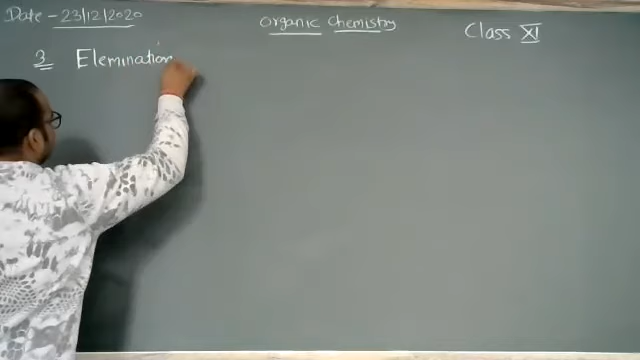 Date - 23/12/2020
Organic Chemistry
Class XI
3 Elemination